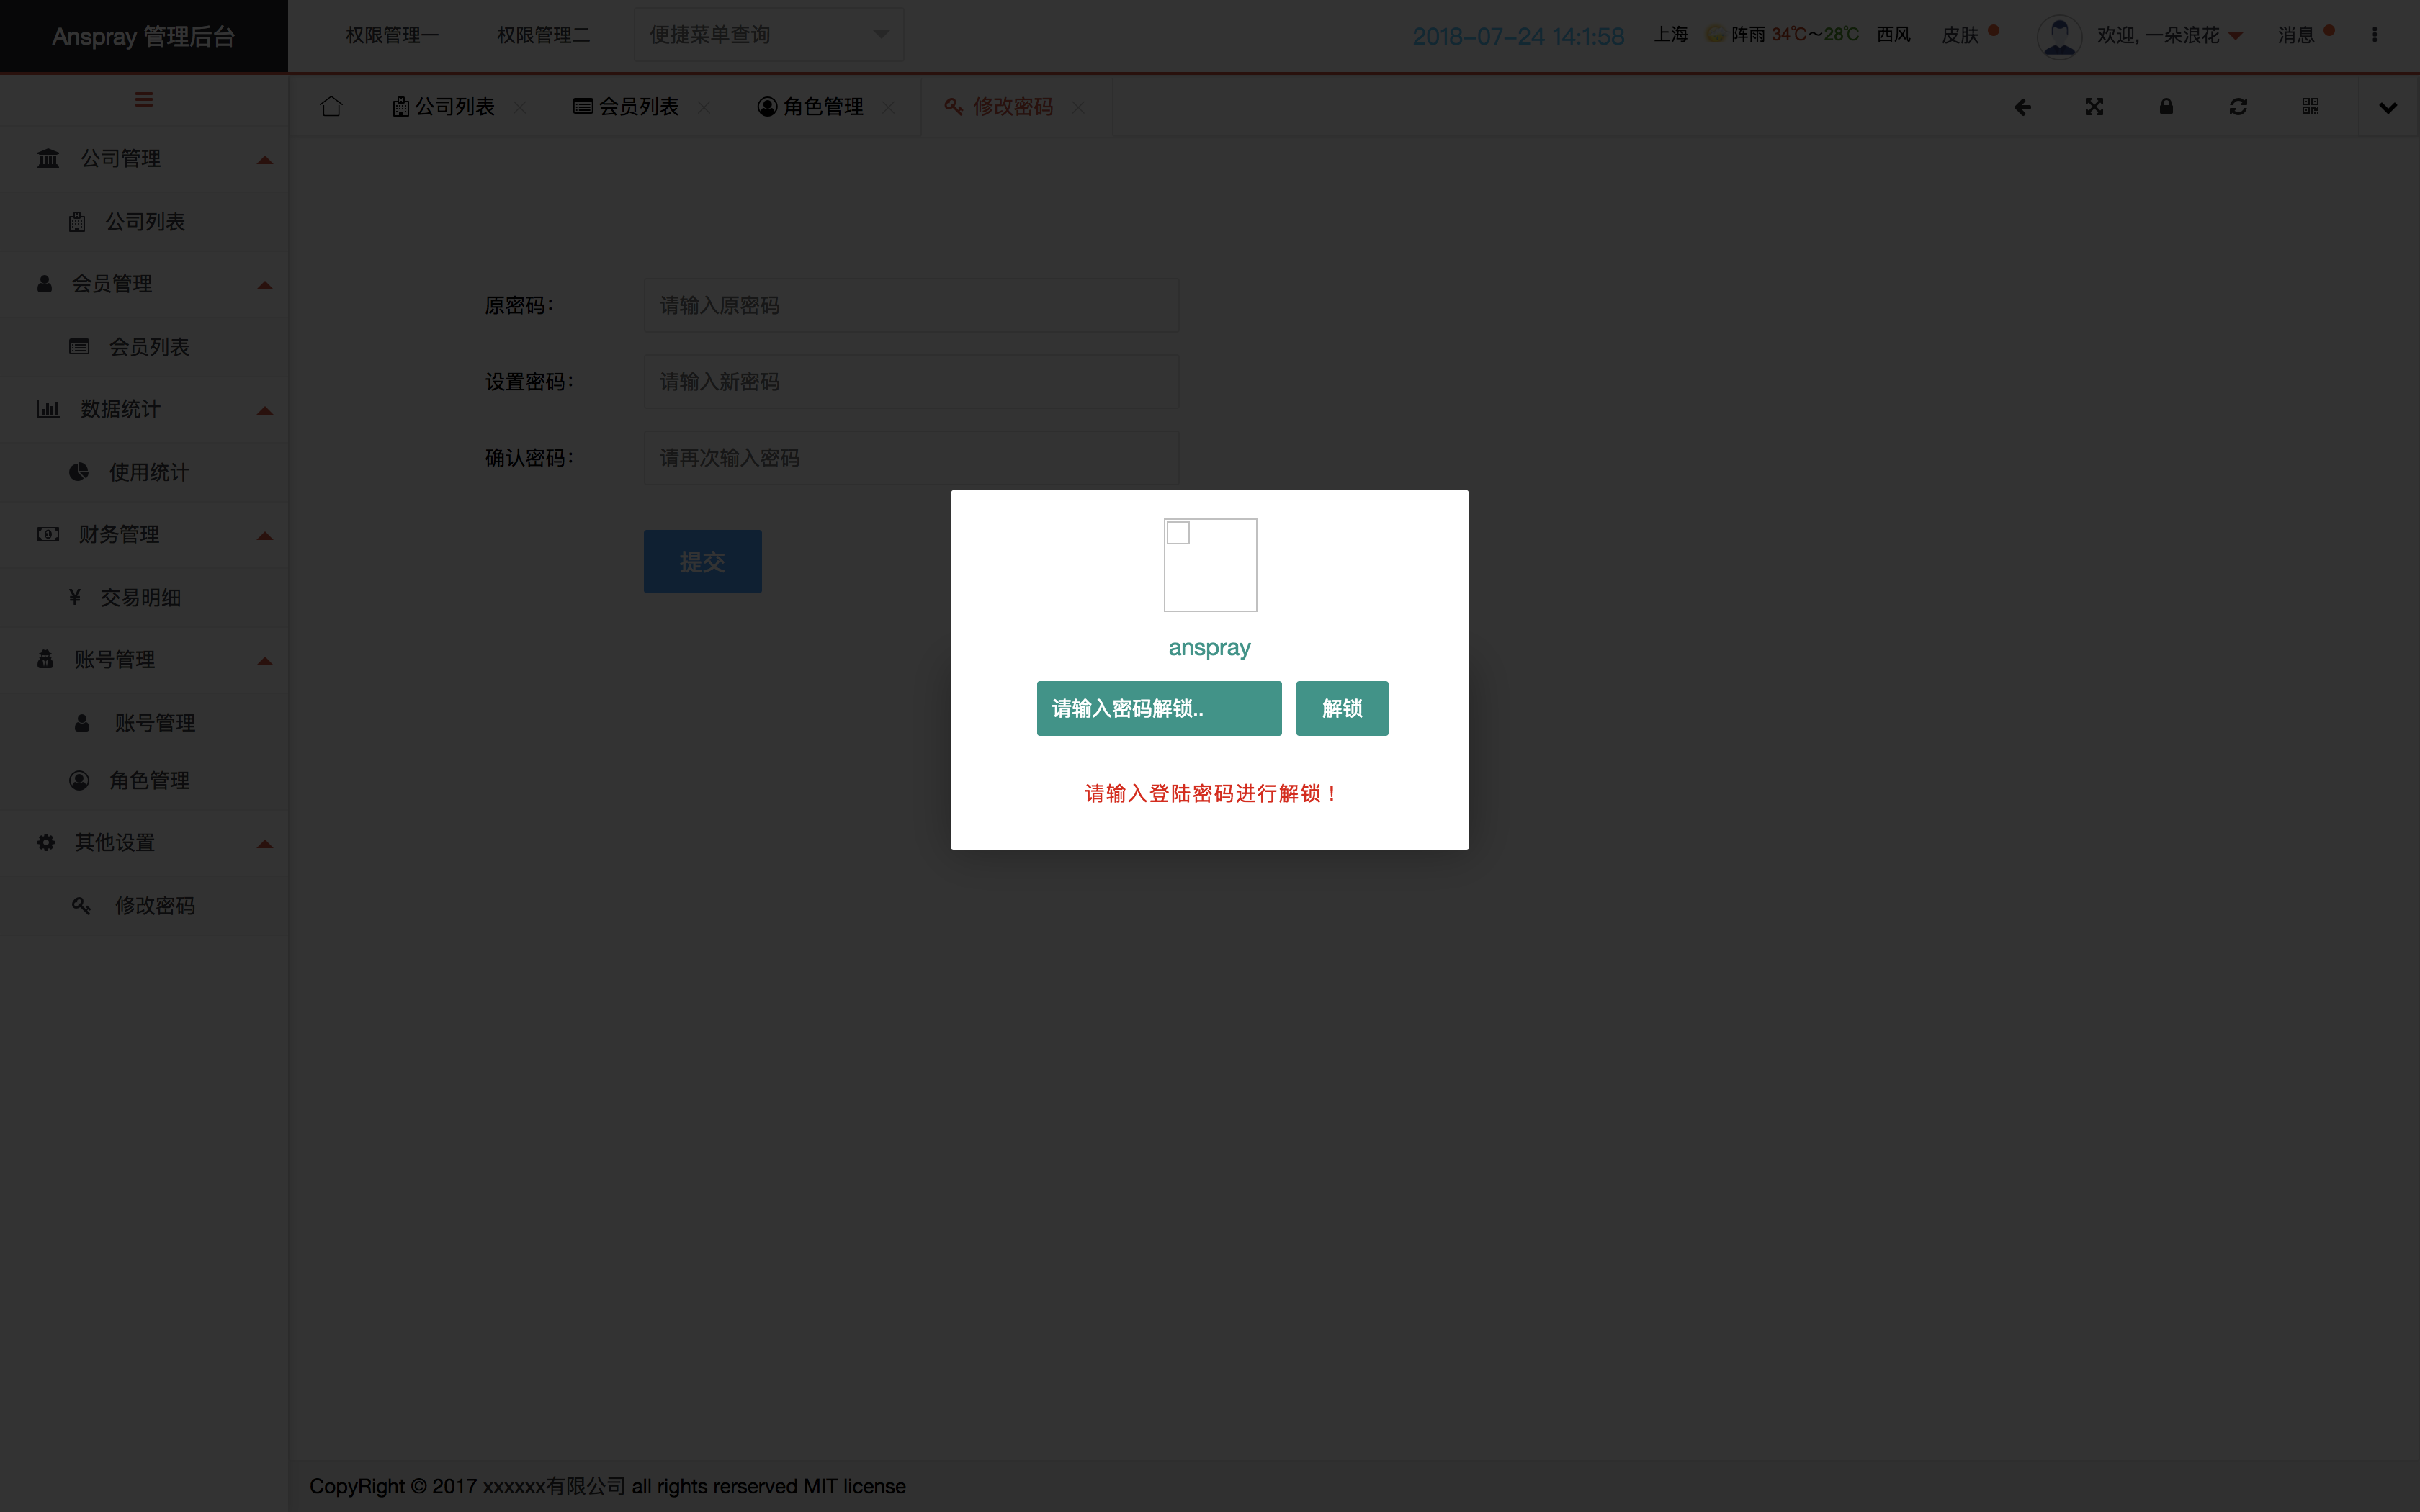 Anspray 管理后台
权限管理一
权限管理二
便捷菜单查询
2018-07-24 14:1:58
上海 阵雨 34℃~28℃ 西风
皮肤
欢迎, 一朵浪花
消息
公司列表
会员列表
角色管理
修改密码
公司管理
公司列表
会员管理
会员列表
数据统计
使用统计
财务管理
¥ 交易明细
账号管理
账号管理
角色管理
其他设置
修改密码
原密码： 请输入原密码
设置密码： 请输入新密码
确认密码： 请再次输入密码
提交
anspray
请输入密码解锁.. 解锁
请输入登陆密码进行解锁！
CopyRight © 2017 xxxxxx有限公司 all rights rerserved MIT license